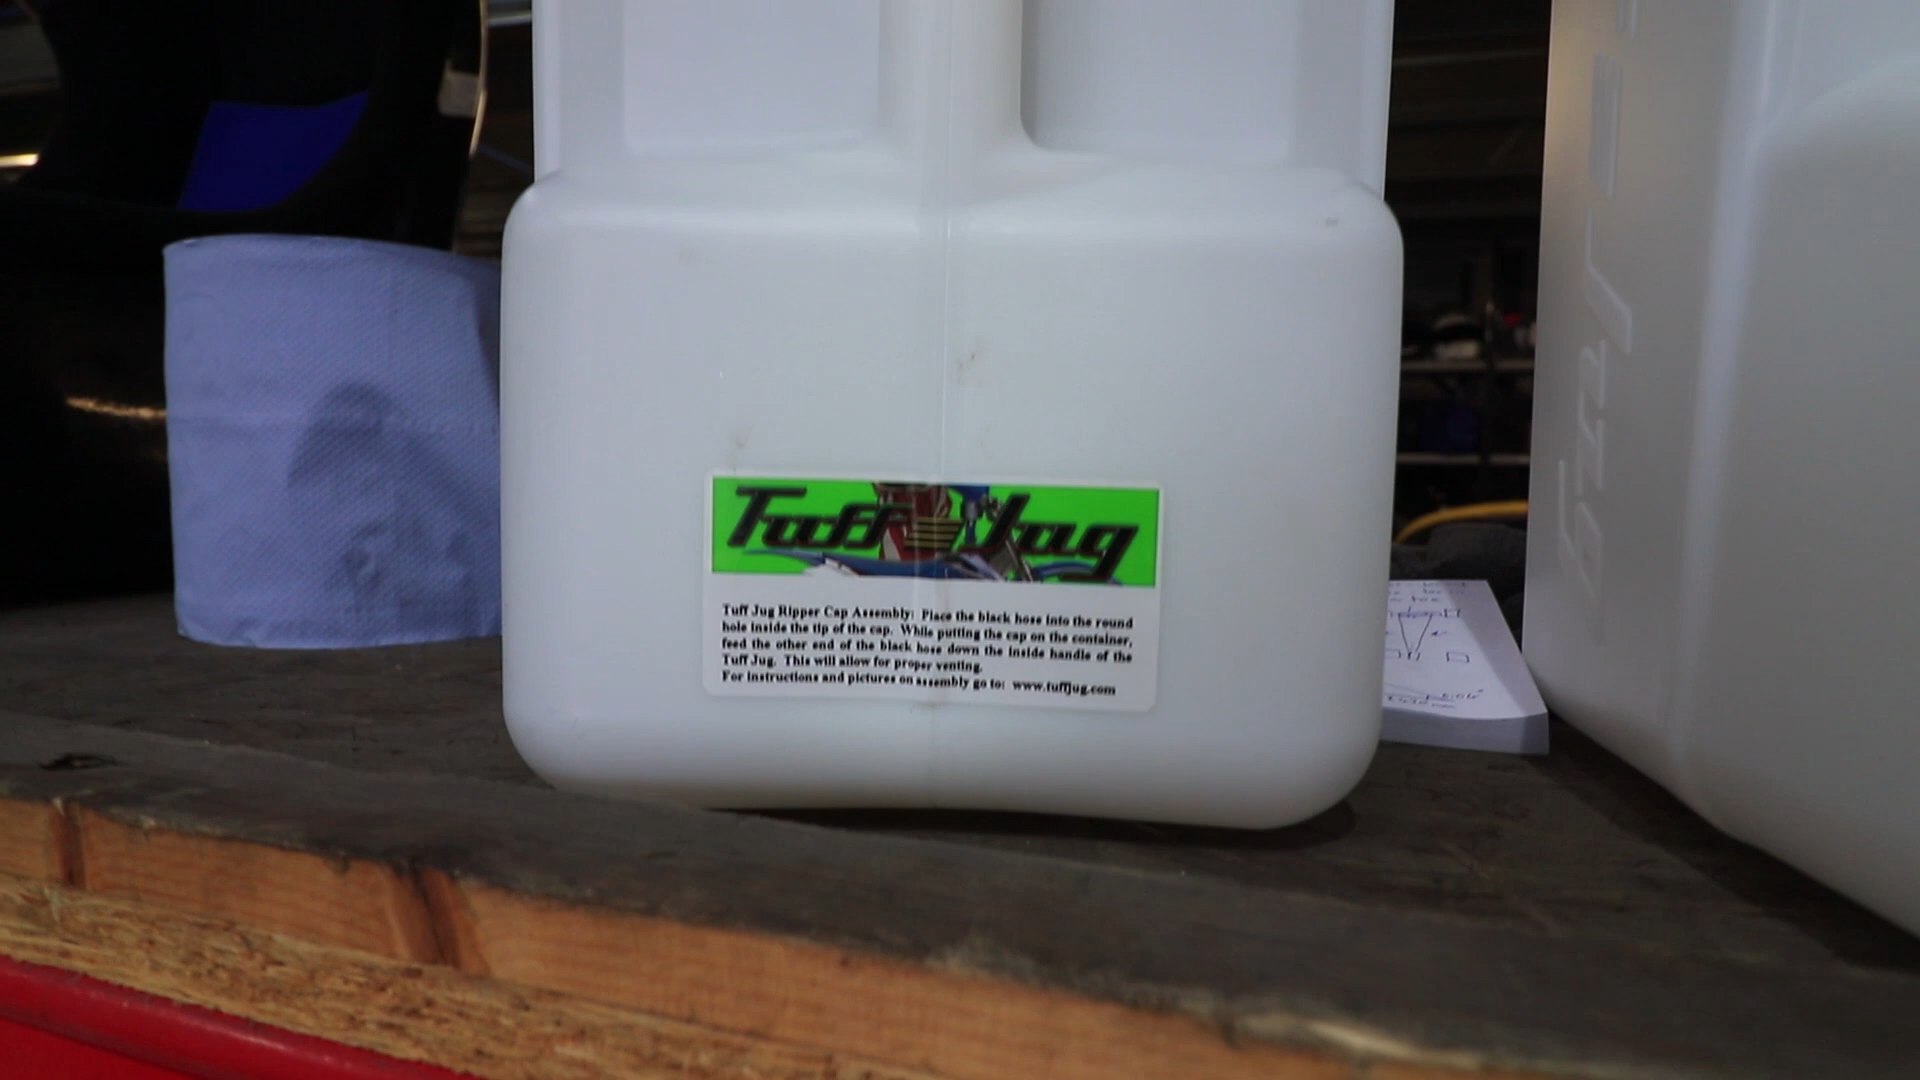 Tuff Jug
Tuff Jug Ripper Cap Assembly: Place the black hose into the round
hole inside the tip of the cap. While putting the cap on the container,
feed the other end of the black hose down the inside handle of the
Tuff Jug. This will allow for proper venting.
For instructions and pictures on assembly go to: www.tuffjug.com